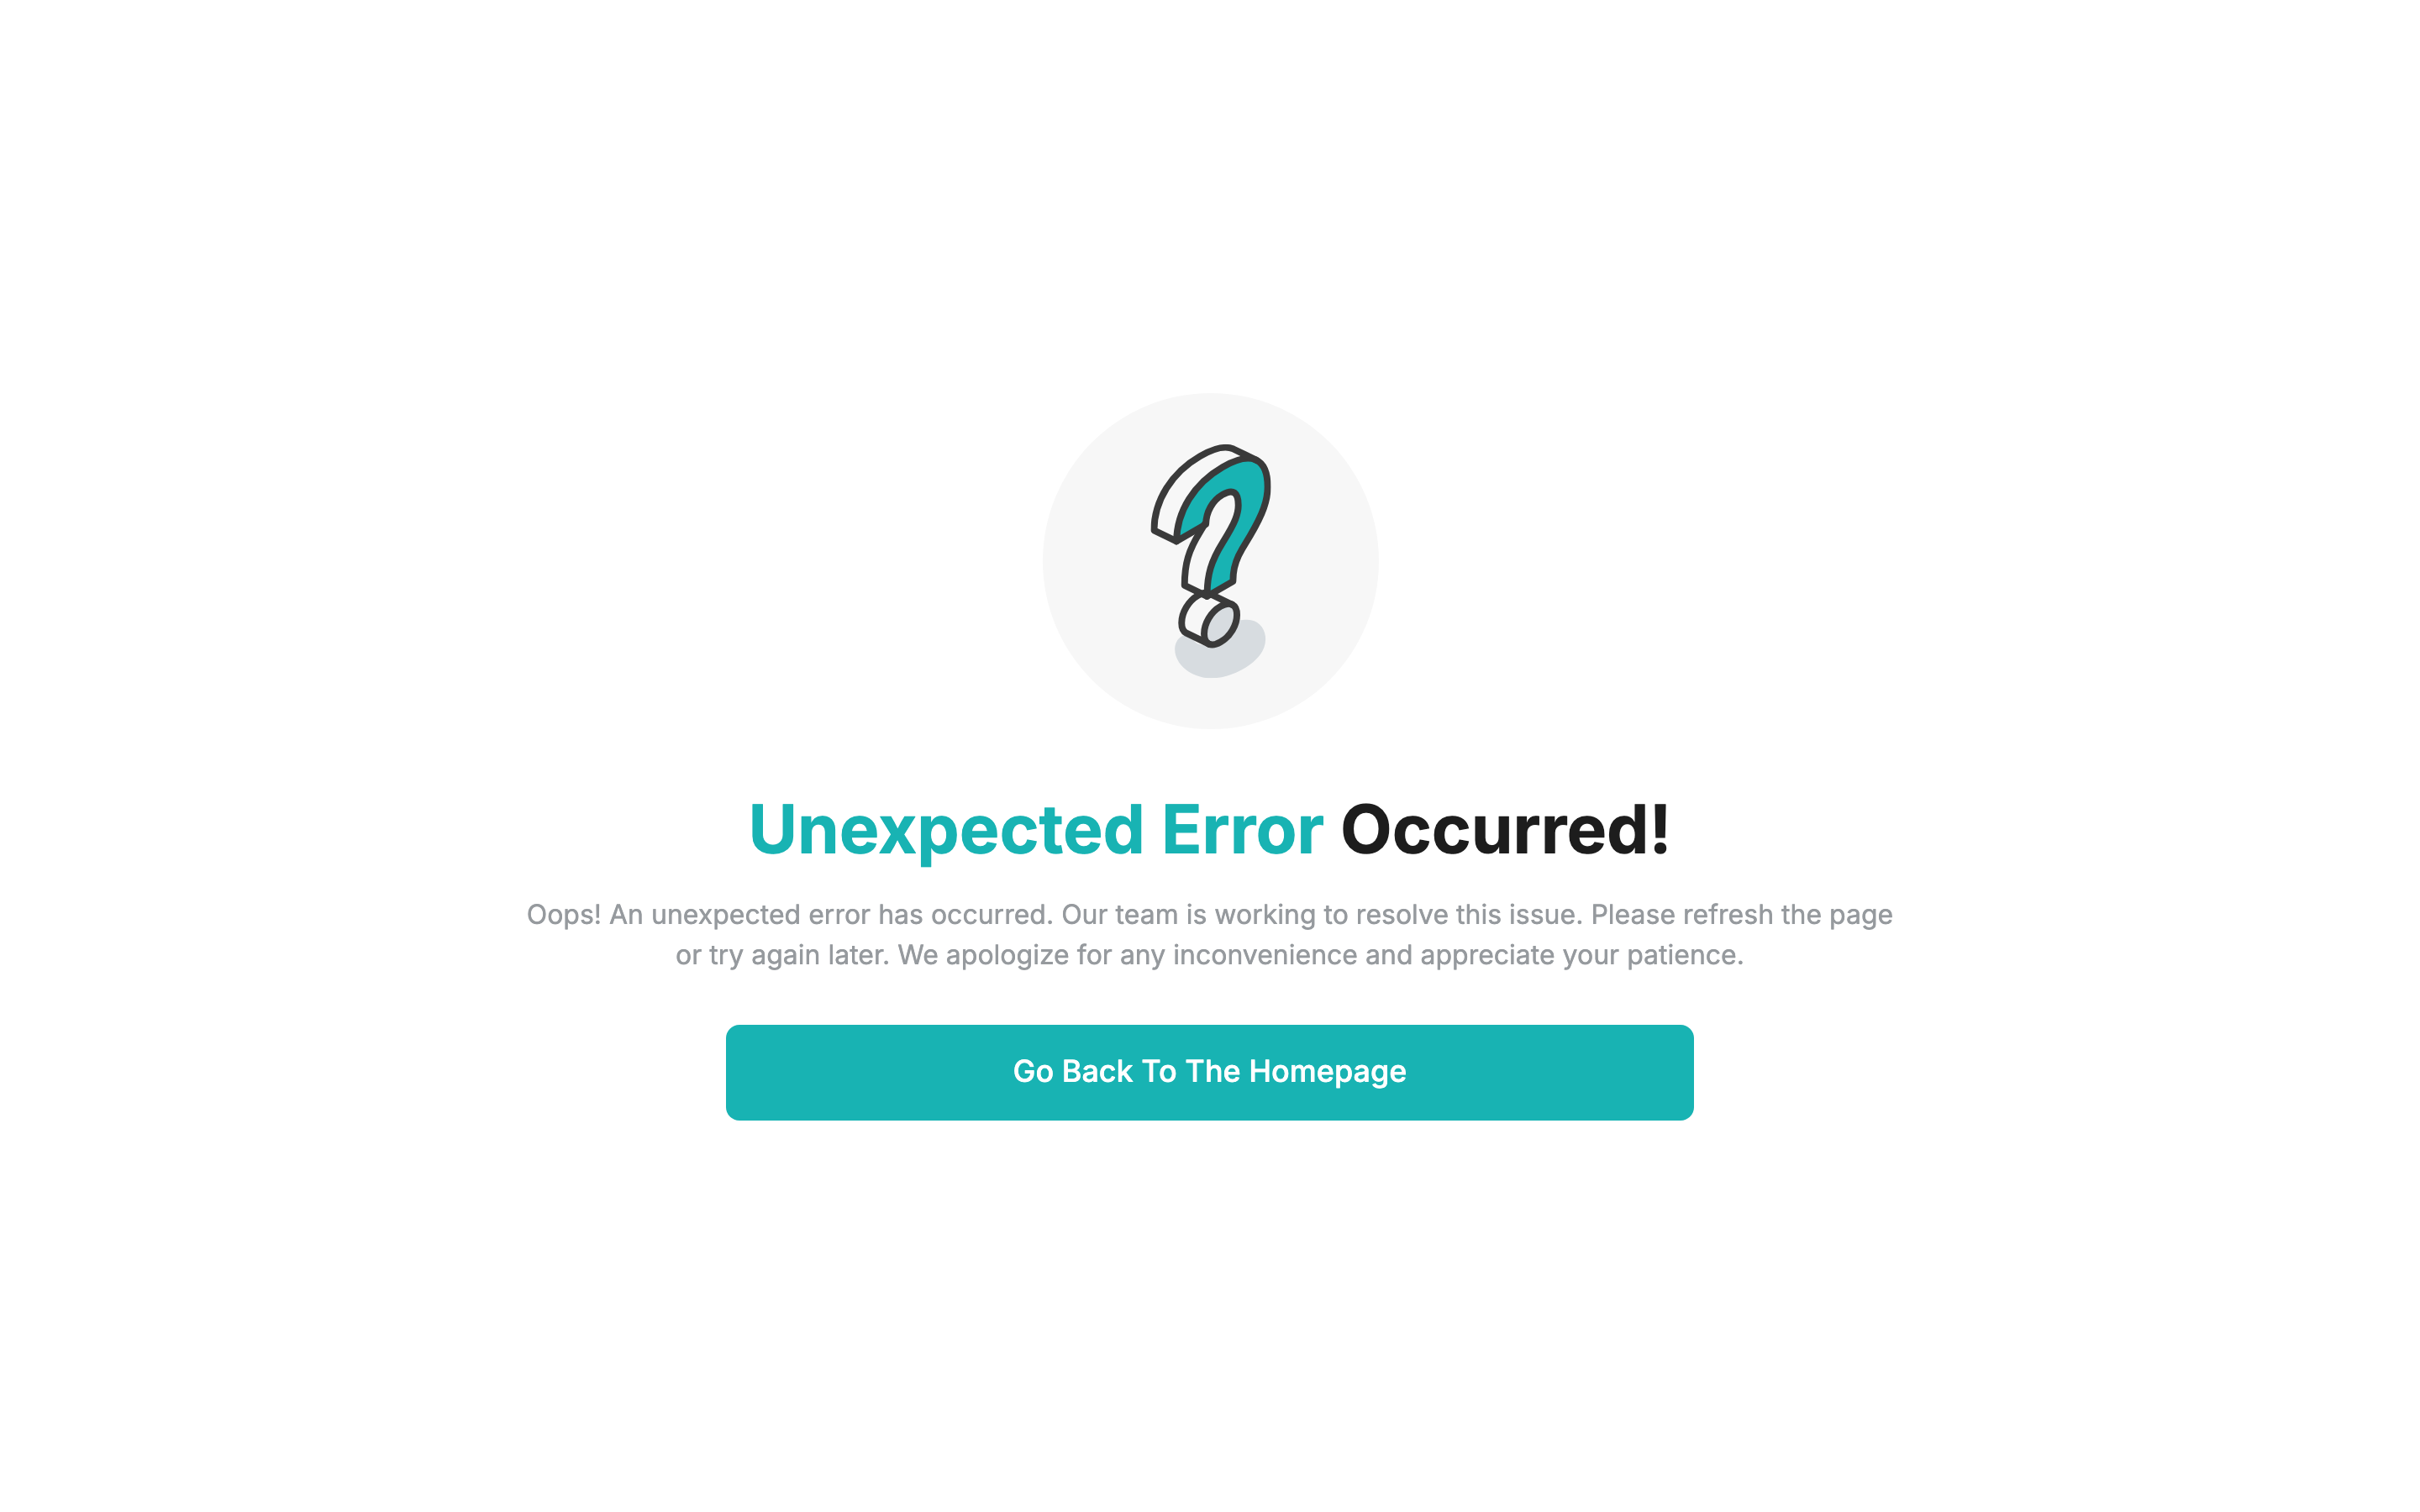 Unexpected Error Occurred!
Oops! An unexpected error has occurred. Our team is working to resolve this issue. Please refresh the page
or try again later. We apologize for any inconvenience and appreciate your patience.
Go Back To The Homepage